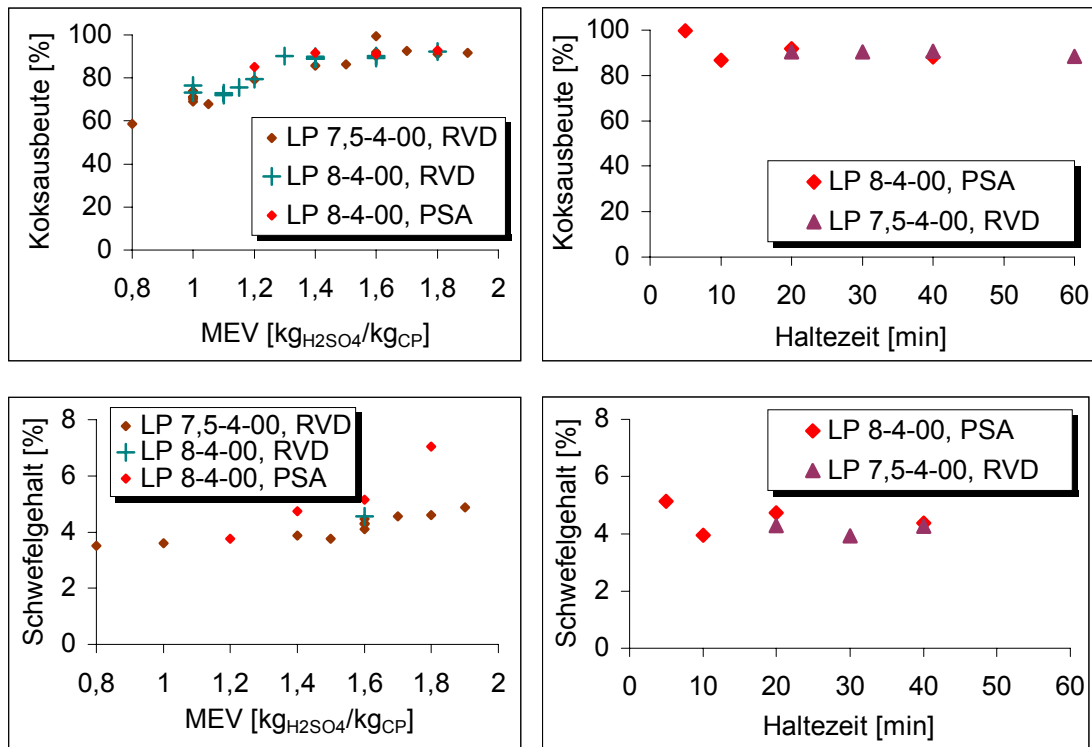 Koksausbeute [%]
100
80
60
40
20
0
0,8 1 1,2 1,4 1,6 1,8 2
MEV [kgH2SO4/kgCP]
LP 7,5-4-00, RVD
LP 8-4-00, RVD
LP 8-4-00, PSA
Koksausbeute [%]
100
80
60
40
20
0
0 10 20 30 40 50 60
Haltezeit [min]
LP 8-4-00, PSA
LP 7,5-4-00, RVD
Schwefelgehalt [%]
8
6
4
2
0
0,8 1 1,2 1,4 1,6 1,8 2
MEV [kgH2SO4/kgCP]
LP 7,5-4-00, RVD
LP 8-4-00, RVD
LP 8-4-00, PSA
Schwefelgehalt [%]
8
6
4
2
0
0 10 20 30 40 50 60
Haltezeit [min]
LP 8-4-00, PSA
LP 7,5-4-00, RVD